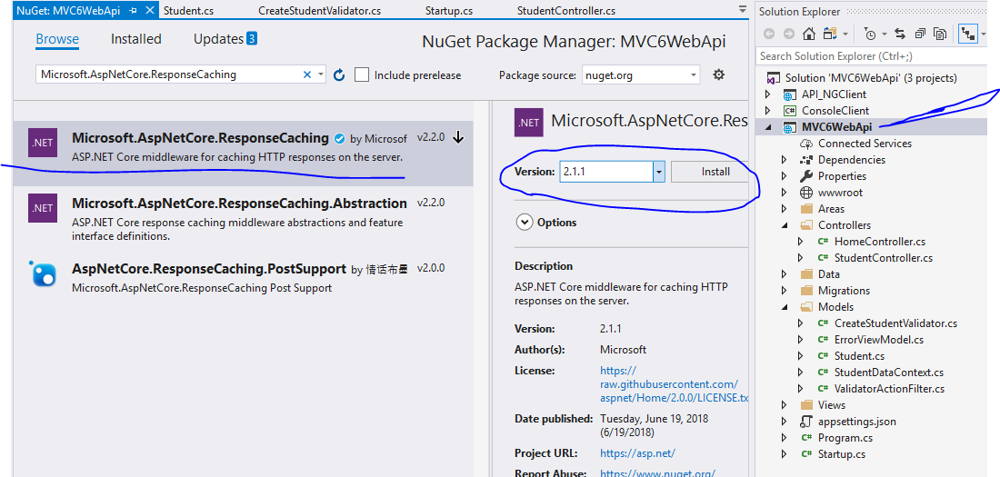 NuGet: MVC6WebApi
Student.cs
CreateStudentValidator.cs
Startup.cs
StudentController.cs
Browse
Installed
Updates 3
NuGet Package Manager: MVC6WebApi
Microsoft.AspNetCore.ResponseCaching
Include prerelease
Package source: nuget.org
.NET
Microsoft.AspNetCore.ResponseCaching by Microsof v2.2.0
ASP.NET Core middleware for caching HTTP responses on the server.
.NET
Microsoft.AspNetCore.ResponseCaching.Abstraction v2.2.0
ASP.NET Core response caching middleware abstractions and feature
interface definitions.
AspNetCore.ResponseCaching.PostSupport by 情话布星 v2.0.0
Microsoft.AspNetCore.ResponseCaching Post Support
.NET
Microsoft.AspNetCore.Res
Version: 2.1.1 Install
Options
Description
ASP.NET Core middleware for caching HTTP
responses on the server.
Version: 2.1.1
Author(s): Microsoft
License: https://
raw.githubusercontent.com/
aspnet/Home/2.0.0/LICENSE.tx
Date published: Tuesday, June 19, 2018
(6/19/2018)
Project URL: https://asp.net/
Report Abuse: https://www.nuget.org/
Solution Explorer
Search Solution Explorer (Ctrl+;)
Solution 'MVC6WebApi' (3 projects)
API_NGClient
C# ConsoleClient
MVC6WebApi
Connected Services
Dependencies
Properties
wwwroot
Areas
Controllers
C# HomeController.cs
C# StudentController.cs
Data
Migrations
Models
C# CreateStudentValidator.cs
C# ErrorViewModel.cs
C# Student.cs
C# StudentDataContext.cs
C# ValidatorActionFilter.cs
Views
appsettings.json
C# Program.cs
C# Startup.cs